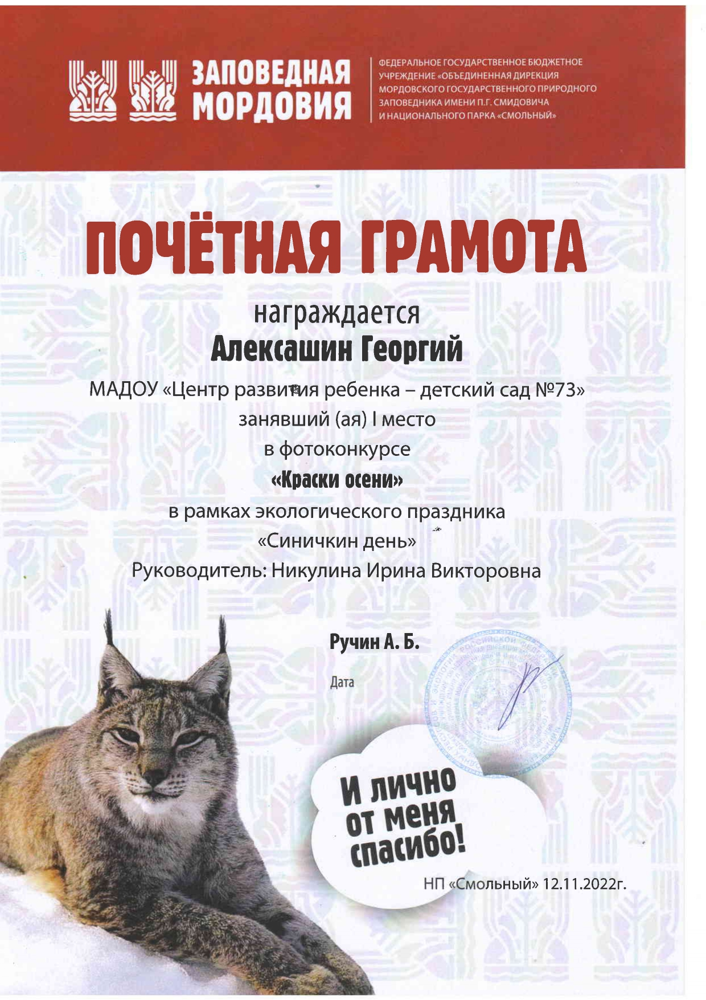 ЗАПОВЕДНАЯ
МОРДОВИЯ
ФЕДЕРАЛЬНОЕ ГОСУДАРСТВЕННОЕ БЮДЖЕТНОЕ
УЧРЕЖДЕНИЕ «ОБЪЕДИНЕННАЯ ДИРЕКЦИЯ
МОРДОВСКОГО ГОСУДАРСТВЕННОГО ПРИРОДНОГО
ЗАПОВЕДНИКА ИМЕНИ П.Г. СМИДОВИЧА
И НАЦИОНАЛЬНОГО ПАРКА «СМОЛЬНЫЙ»
ПОЧЁТНАЯ ГРАМОТА
награждается
Алексашин Георгий
МАДОУ «Центр развития ребенка – детский сад №73»
занявший (ая) I место
в фотоконкурсе
«Краски осени»
в рамках экологического праздника
«Синичкин день»
Руководитель: Никулина Ирина Викторовна
Ручин А. Б.
Дата
И лично
от меня
спасибо!
НП «Смольный» 12.11.2022г.